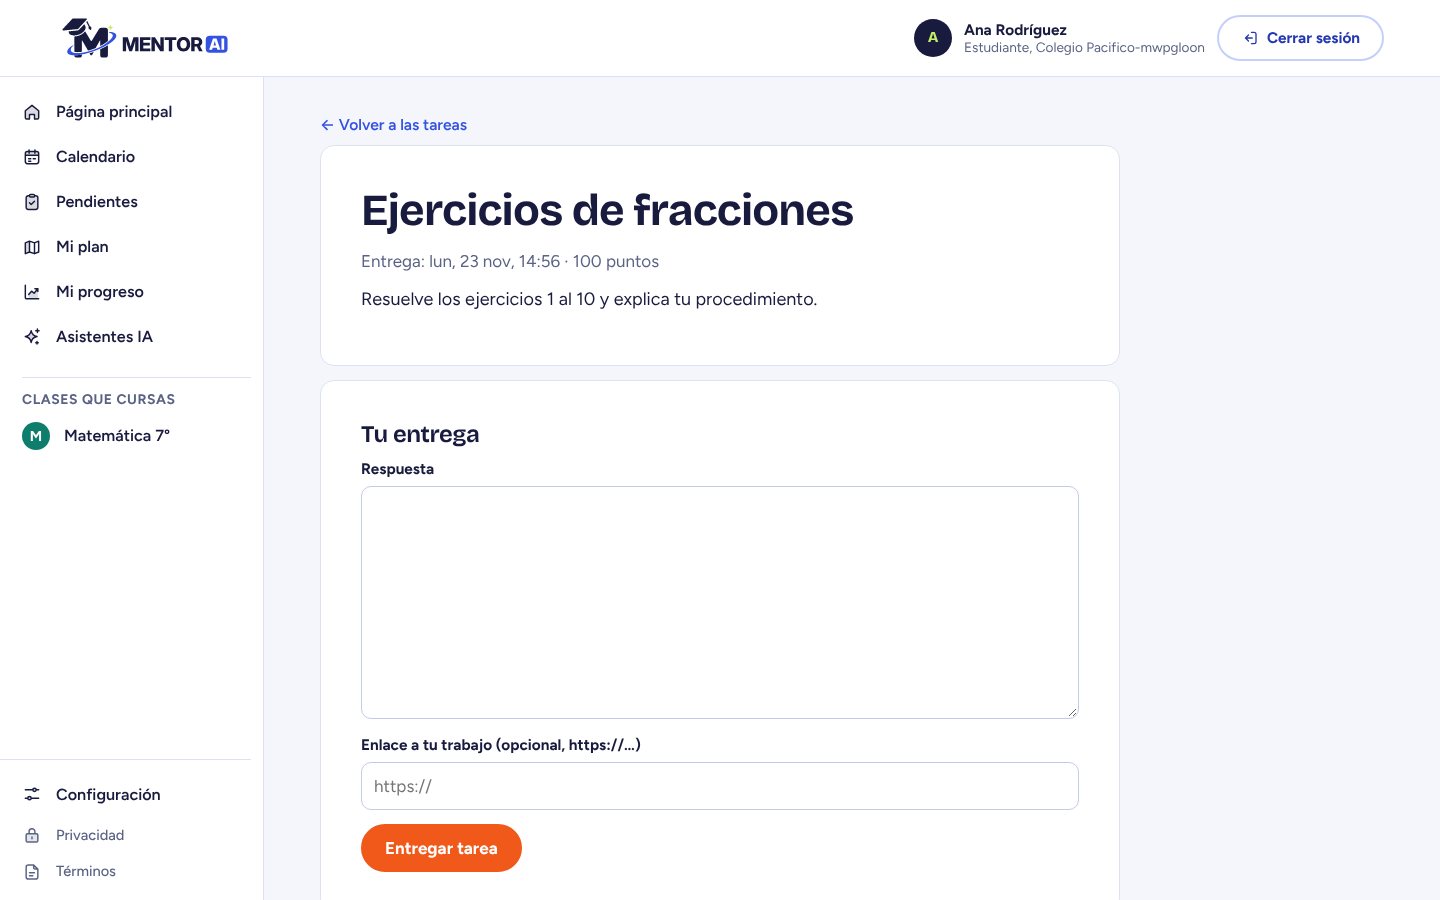 MENTOR AI
A
Ana Rodríguez
Estudiante, Colegio Pacifico-mwpgloon
Cerrar sesión
Página principal
Calendario
Pendientes
Mi plan
Mi progreso
Asistentes IA
CLASES QUE CURSAS
M
Matemática 7°
Configuración
Privacidad
Términos
← Volver a las tareas
Ejercicios de fracciones
Entrega: lun, 23 nov, 14:56 · 100 puntos
Resuelve los ejercicios 1 al 10 y explica tu procedimiento.
Tu entrega
Respuesta
Enlace a tu trabajo (opcional, https://...)
https://
Entregar tarea